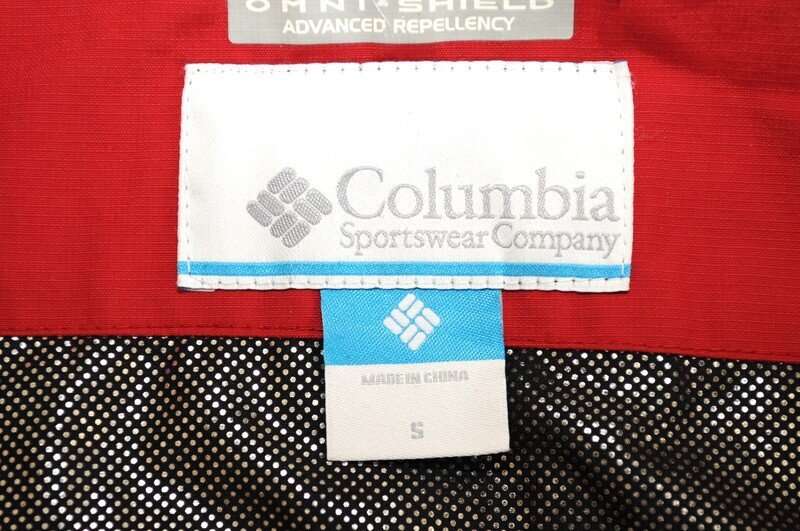 OMNI-SHIELD
ADVANCED REPELLENCY
Columbia
Sportswear Company
MADE IN CHINA
S